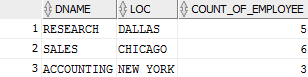 DNAME LOC COUNT_OF_EMPLOYEE
1 RESEARCH DALLAS 5
2 SALES CHICAGO 6
3 ACCOUNTING NEW YORK 3